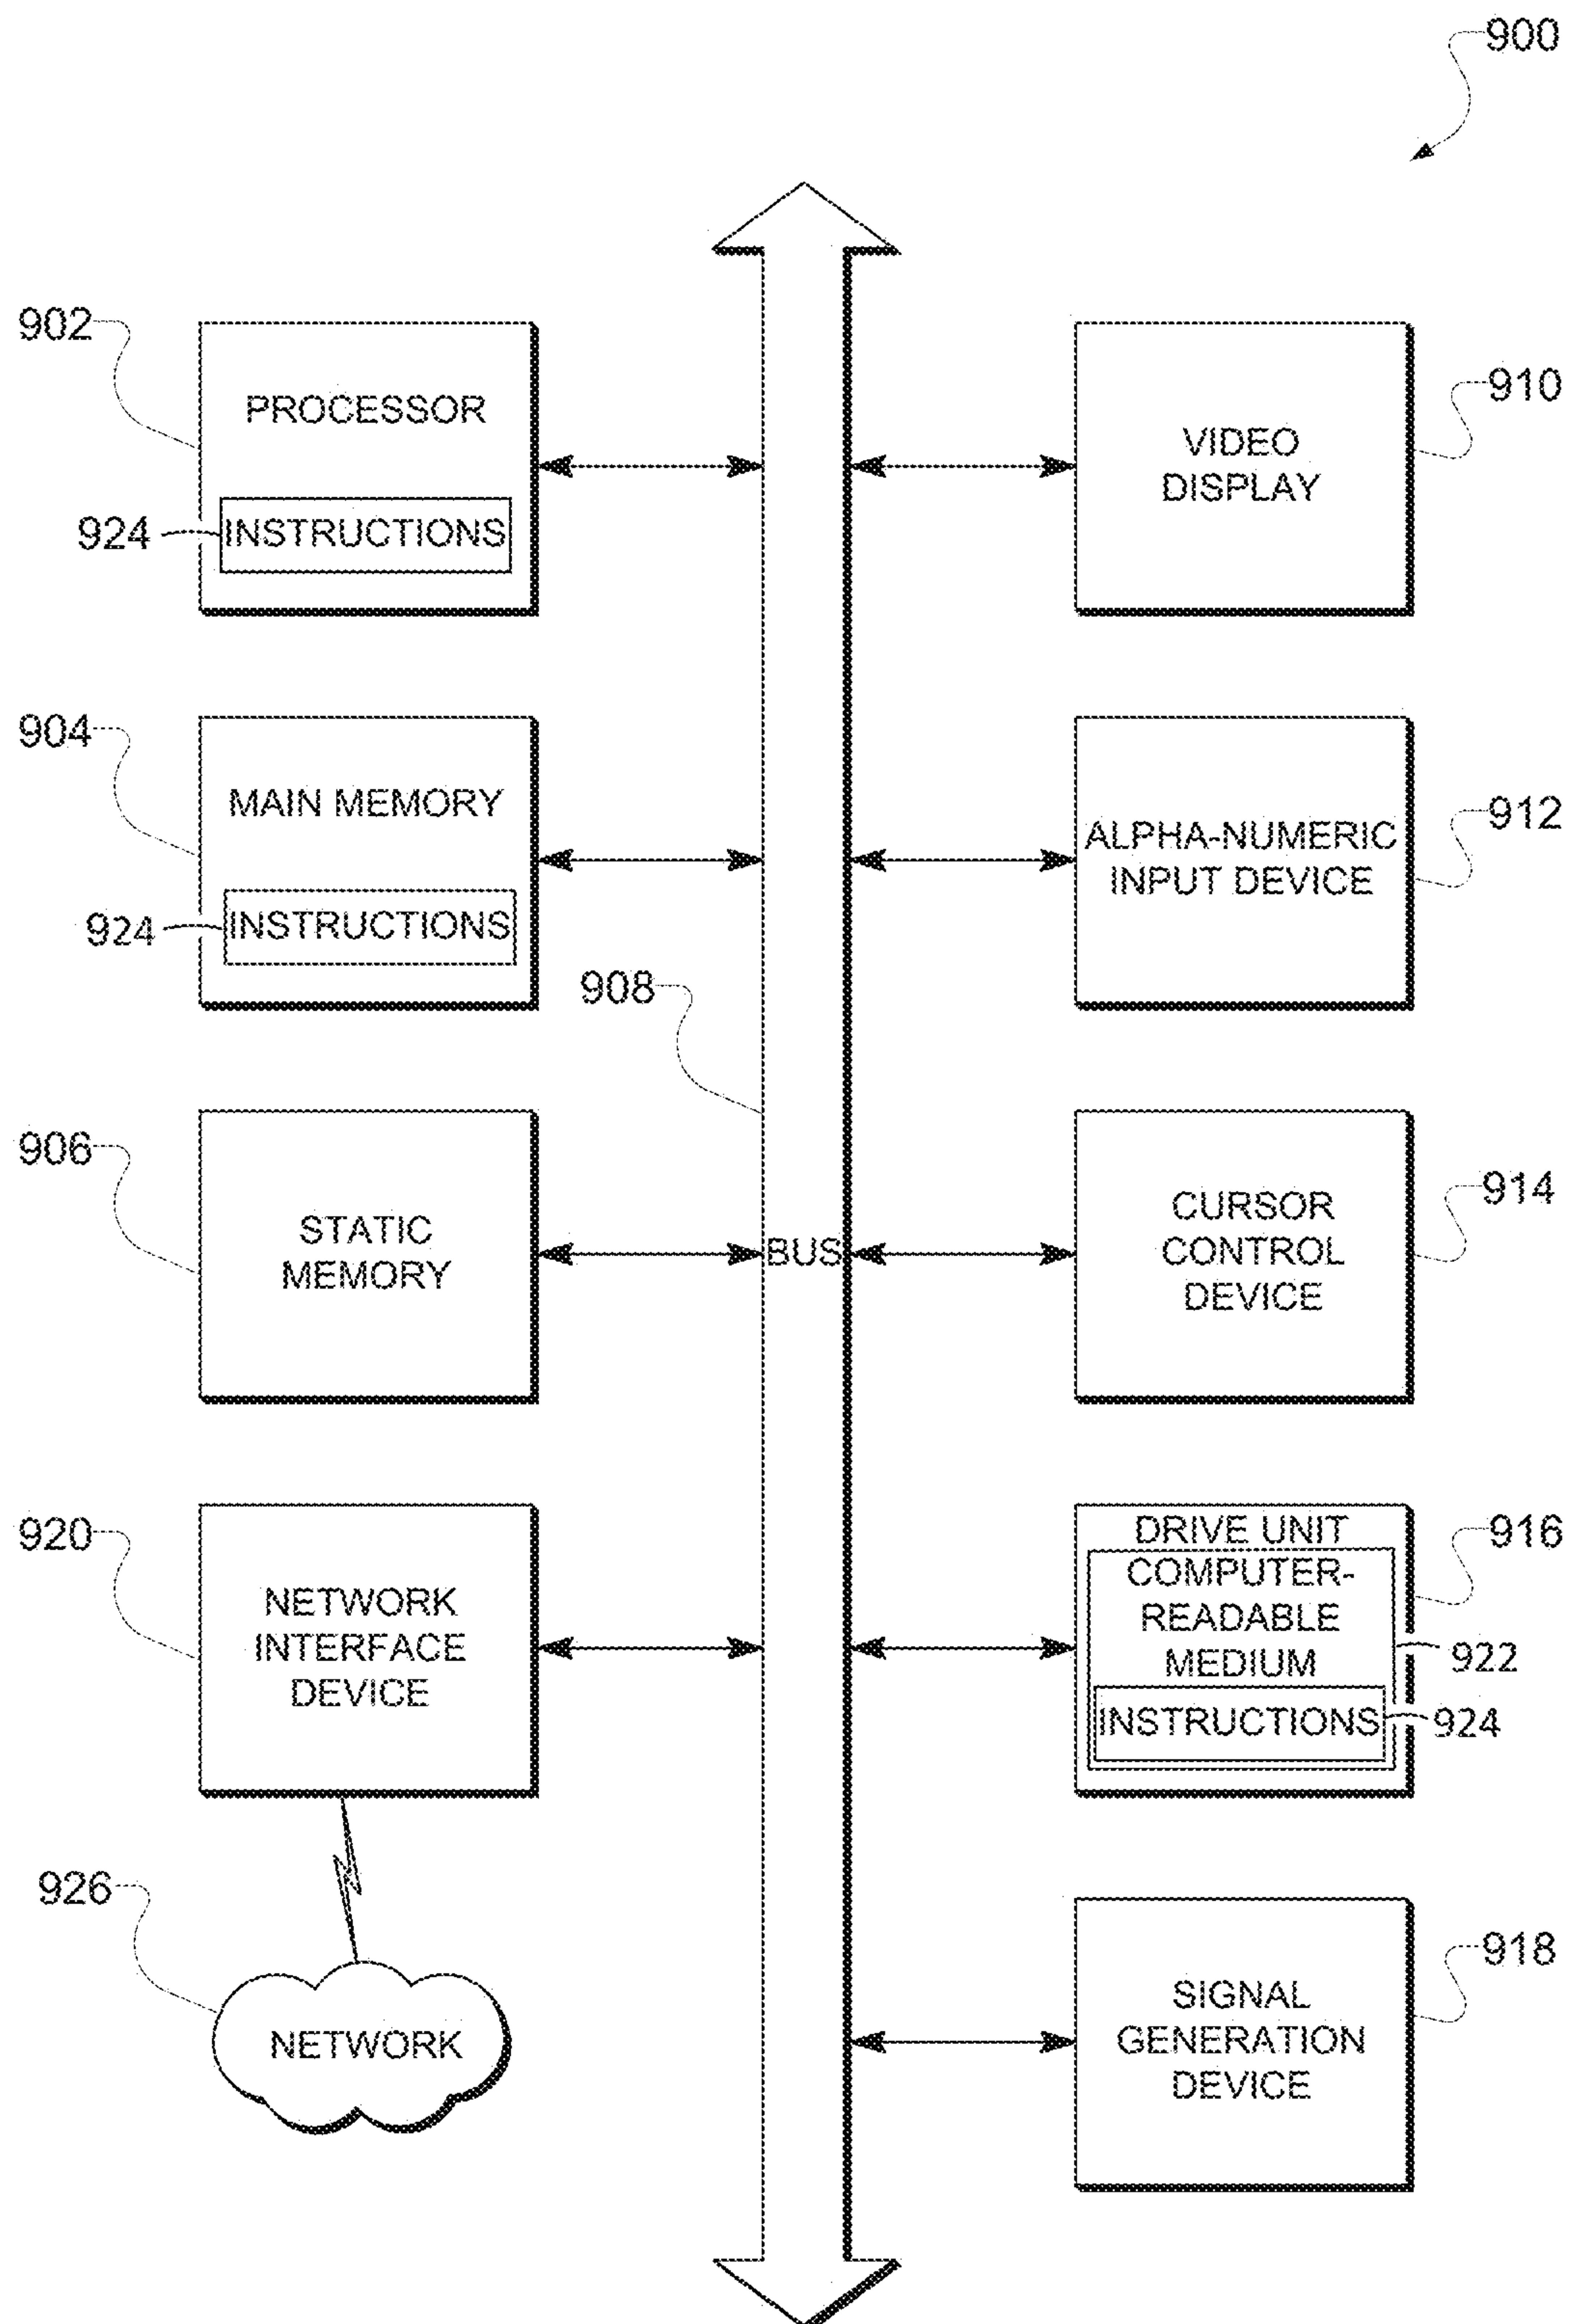 900
902
PROCESSOR
924
INSTRUCTIONS
910
VIDEO
DISPLAY
904
MAIN MEMORY
924
INSTRUCTIONS
912
ALPHA-NUMERIC
INPUT DEVICE
908
BUS
906
STATIC
MEMORY
914
CURSOR
CONTROL
DEVICE
920
NETWORK
INTERFACE
DEVICE
916
DRIVE UNIT
COMPUTER-
READABLE
MEDIUM
922
INSTRUCTIONS
924
926
NETWORK
918
SIGNAL
GENERATION
DEVICE